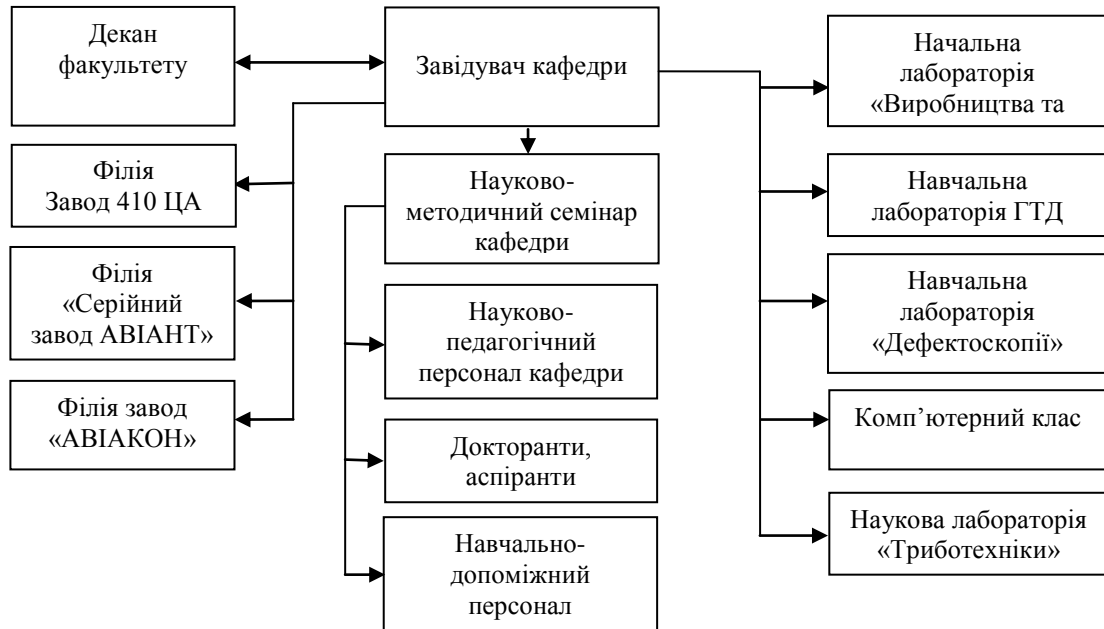 Декан
факультету
Завідувач кафедри
Начальна
лабораторія
«Виробництва та
Філія
Завод 410 ЦА
Науково-
методичний семінар
кафедри
Навчальна
лабораторія ГТД
Філія
«Серійний
завод АВІАНТ»
Науково-
педагогічний
персонал кафедри
Навчальна
лабораторія
«Дефектоскопії»
Філія завод
«АВІАКОН»
Докторанти,
аспіранти
Комп’ютерний клас
Навчально-
допоміжний
персонал
Наукова лабораторія
«Триботехніки»